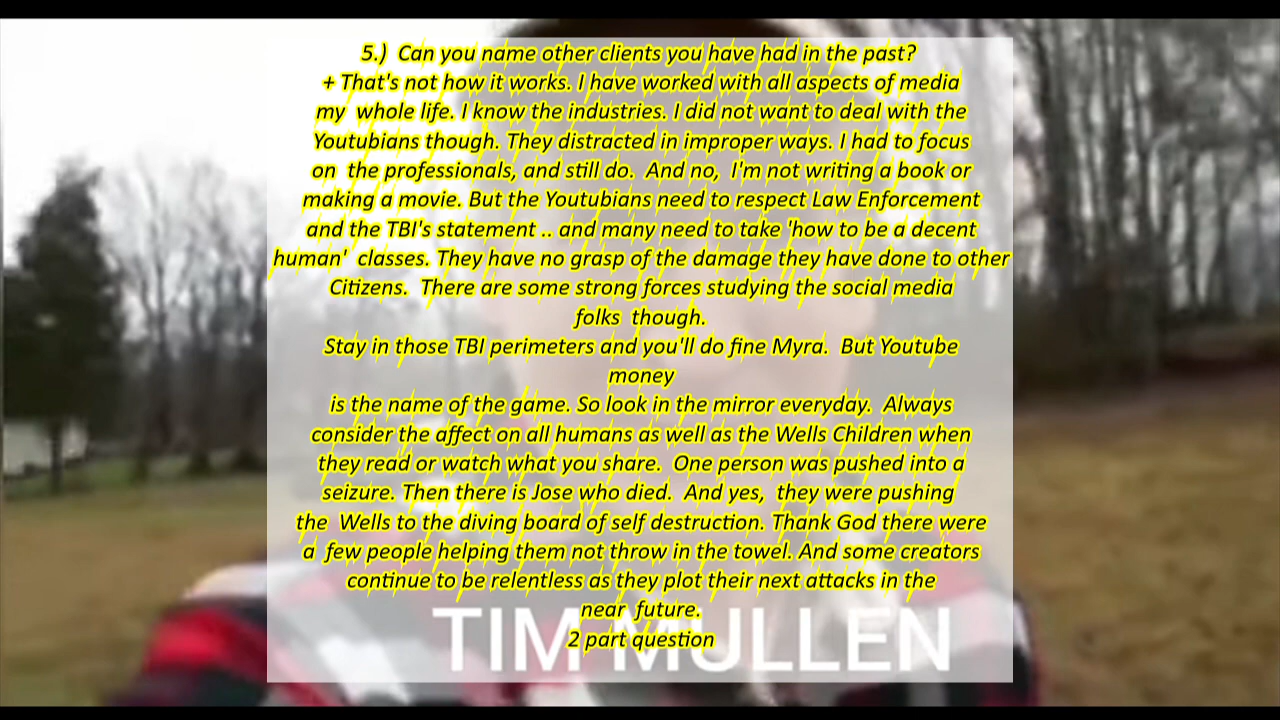 5.) Can you name other clients you have had in the past?
+ That's not how it works. I have worked with all aspects of media
my whole life. I know the industries. I did not want to deal with the
Youtubians though. They distracted in improper ways. I had to focus
on the professionals, and still do. And no, I'm not writing a book or
making a movie. But the Youtubians need to respect Law Enforcement
and the TBI's statement .. and many need to take 'how to be a decent
human' classes. They have no grasp of the damage they have done to other
Citizens. There are some strong forces studying the social media
folks though.
Stay in those TBI perimeters and you'll do fine Myra. But Youtube
money
is the name of the game. So look in the mirror everyday. Always
consider the affect on all humans as well as the Wells Children when
they read or watch what you share. One person was pushed into a
seizure. Then there is Jose who died. And yes, they were pushing
the Wells to the diving board of self destruction. Thank God there were
a few people helping them not throw in the towel. And some creators
continue to be relentless as they plot their next attacks in the
near future.
2 part question
TIM MULLEN